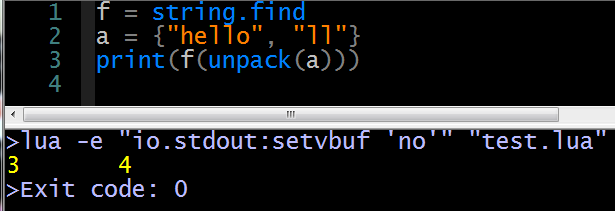 1 f = string.find
2 a = {"hello", "ll"}
3 print(f(unpack(a)))
4
>lua -e "io.stdout:setvbuf 'no'" "test.lua"
3 4
>Exit code: 0